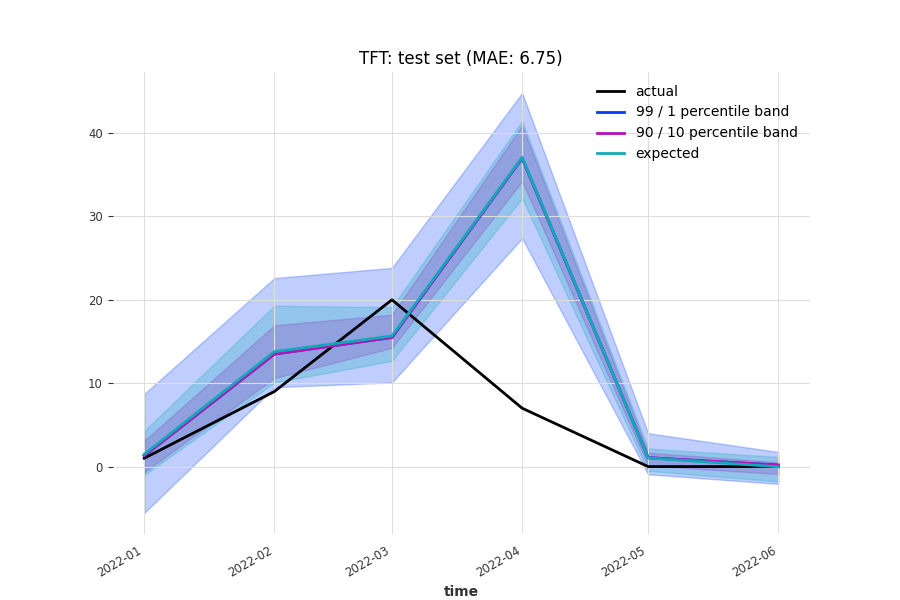 TFT: test set (MAE: 6.75)
actual
99 / 1 percentile band
90 / 10 percentile band
expected
40
30
20
10
0
2022-01
2022-02
2022-03
2022-04
2022-05
2022-06
time